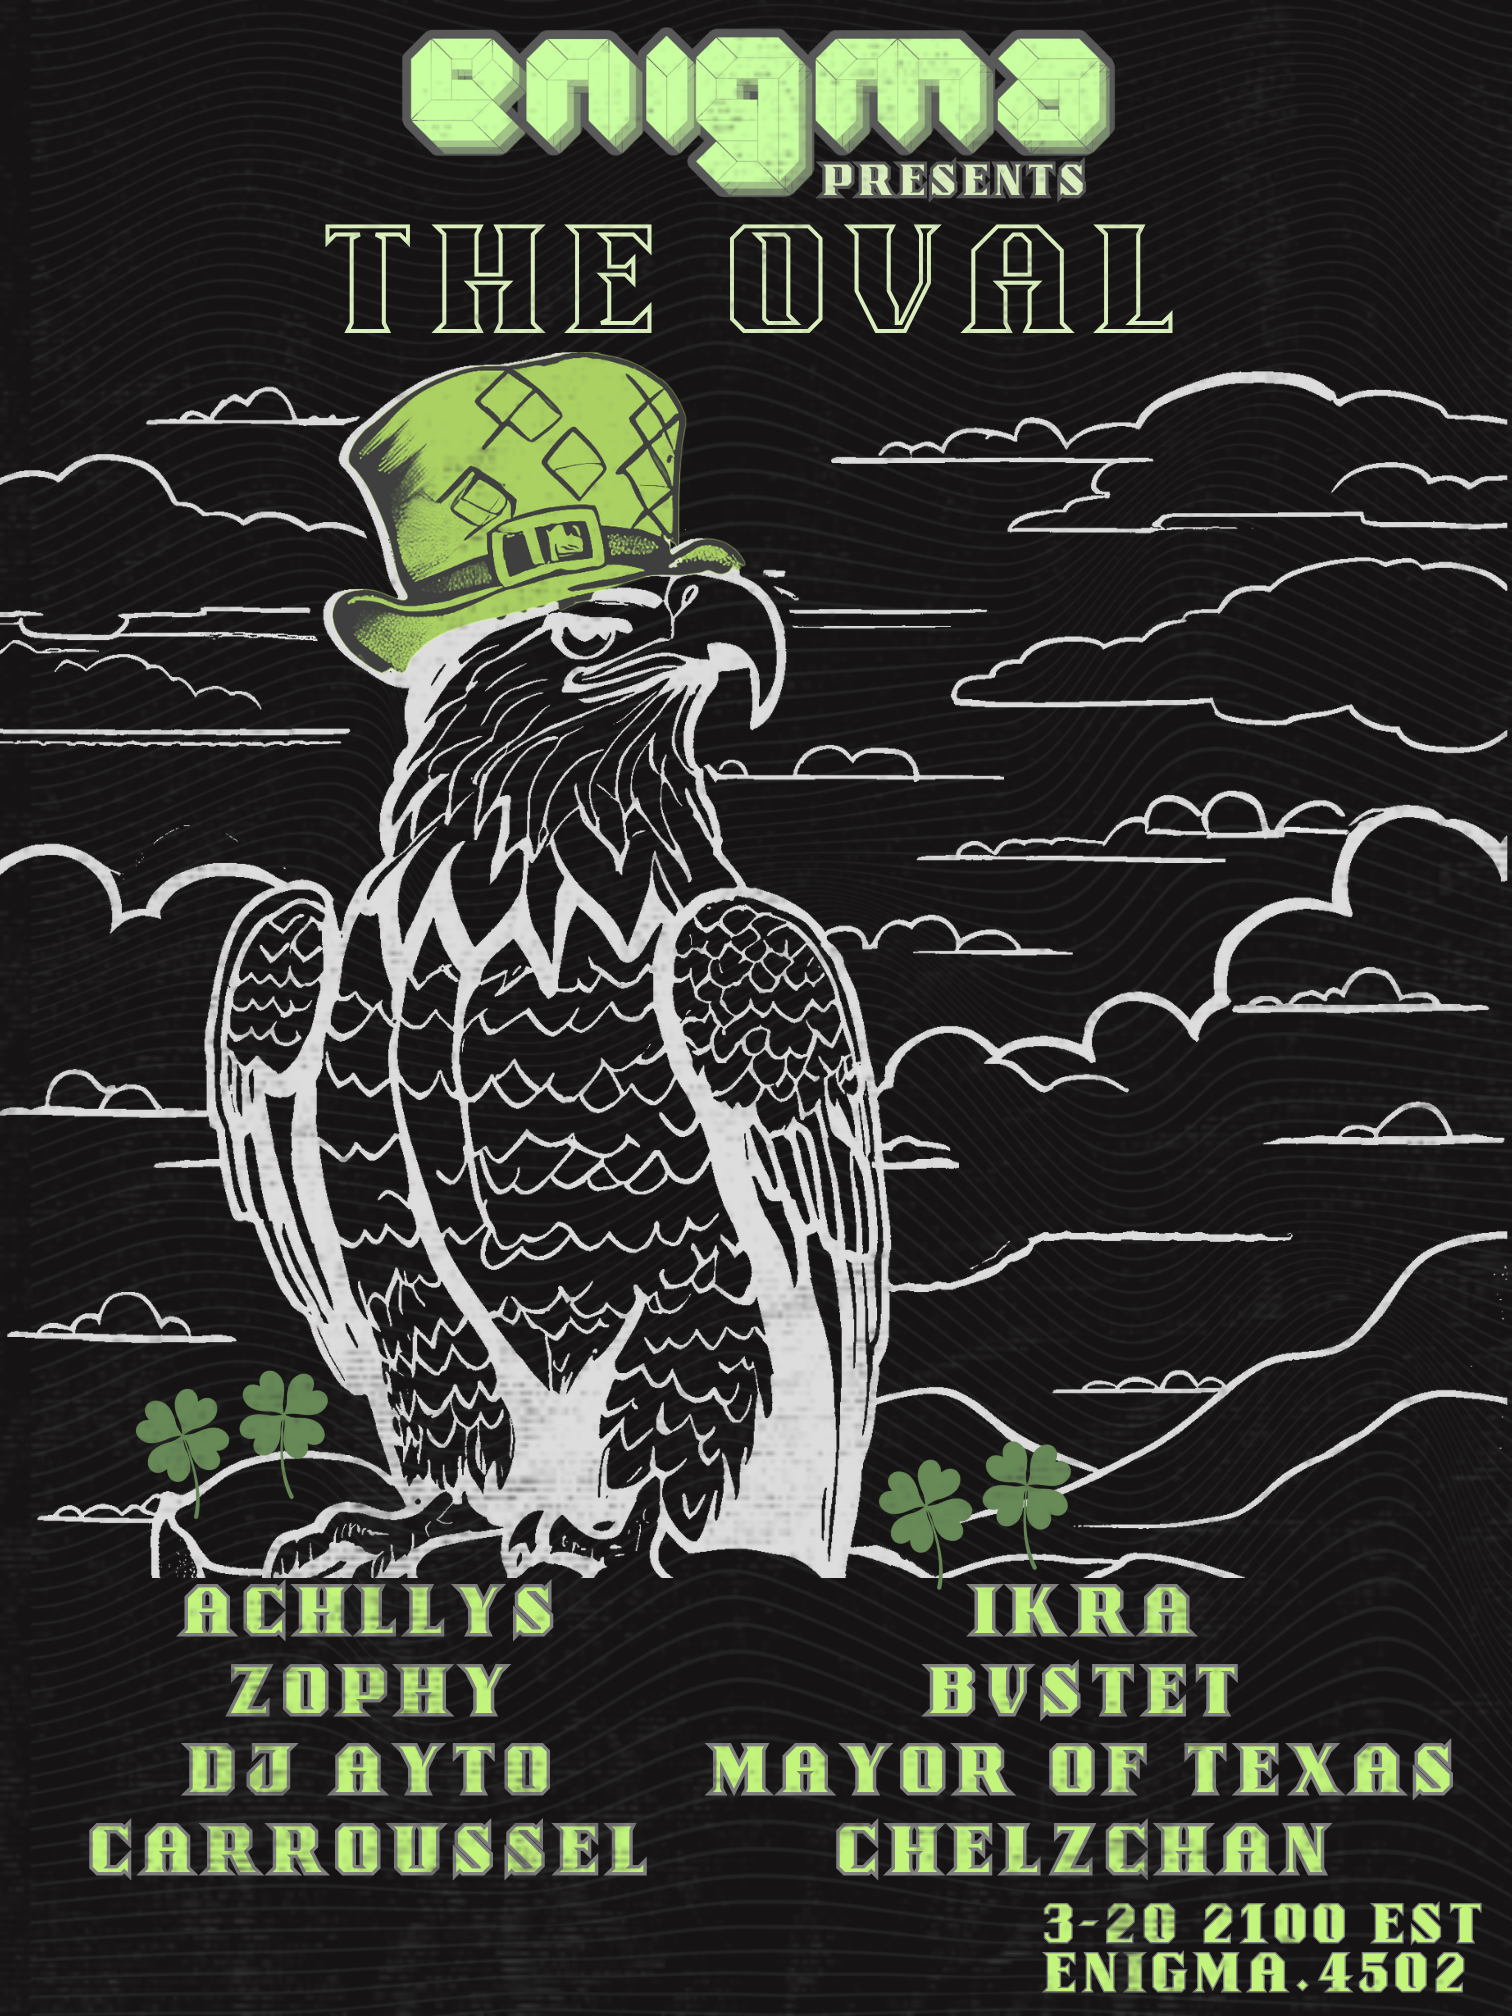 enigma
PRESENTS
THE OVAL
ACHLLYS
ZOPHY
DJ AYTO
CARROUSSEL
IKRA
BVSTET
MAYOR OF TEXAS
CHELZCHAN
3-20 2100 EST
ENIGMA.4502